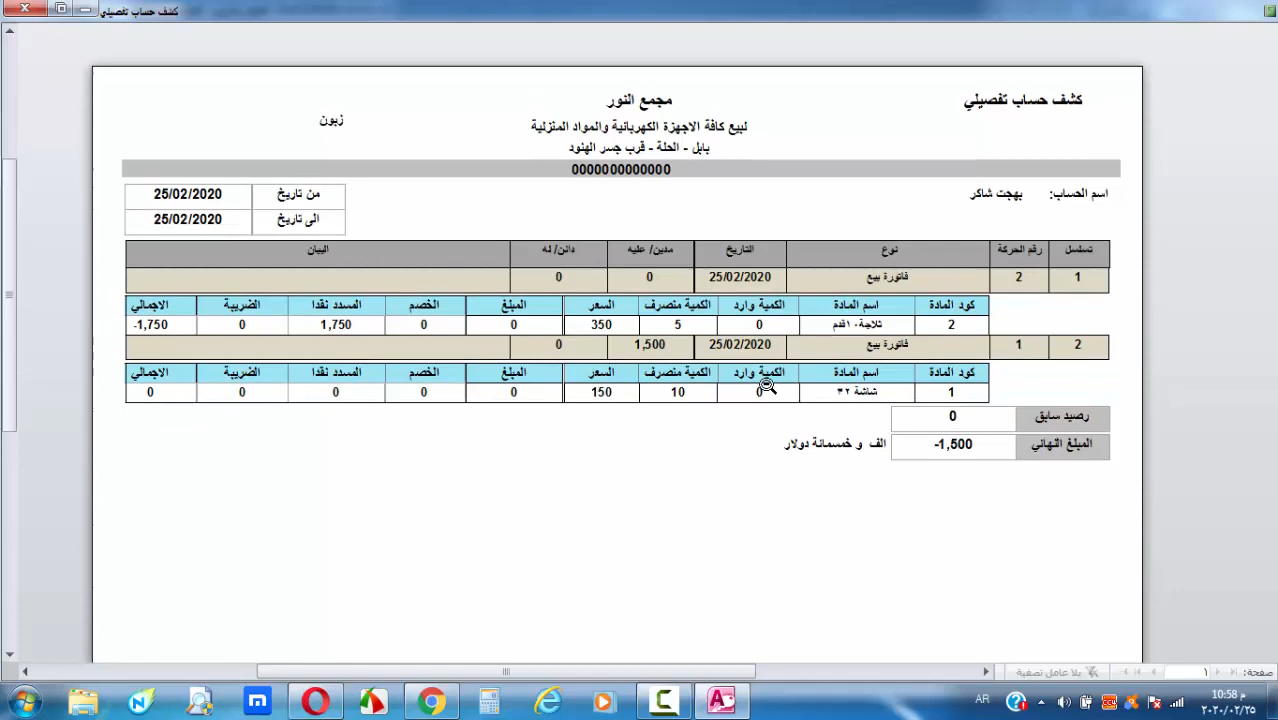 كشف حساب تفصيلي
كشف حساب تفصيلي
مجمع النور
زبون
لبيع كافة الاجهزة الكهربائية والمواد المنزلية
بابل - الحلة - قرب جسر الهنود
0000000000000
اسم الحساب: بهجت شاكر
من تاريخ 25/02/2020
الى تاريخ 25/02/2020
تسلسل رقم الحركة نوع التاريخ مدين/ عليه دائن/ له البيان
1 2 فاتورة بيع 25/02/2020 0 0
كود المادة اسم المادة الكمية وارد الكمية منصرف السعر المبلغ الخصم المسدد نقدا الضريبة الاجمالي
2 ثلاجة١٠قدم 0 5 350 0 0 1,750 0 -1,750
2 1 فاتورة بيع 25/02/2020 1,500 0
كود المادة اسم المادة الكمية وارد الكمية منصرف السعر المبلغ الخصم المسدد نقدا الضريبة الاجمالي
1 شاشة ٣٢ 0 10 150 0 0 0 0 0
رصيد سابق 0
المبلغ النهائي -1,500 الف و خمسمائة دولار
صفحة: ١ بلا عامل تصفية
AR
10:58 م
٢٠٢٠/٠٢/٢٥